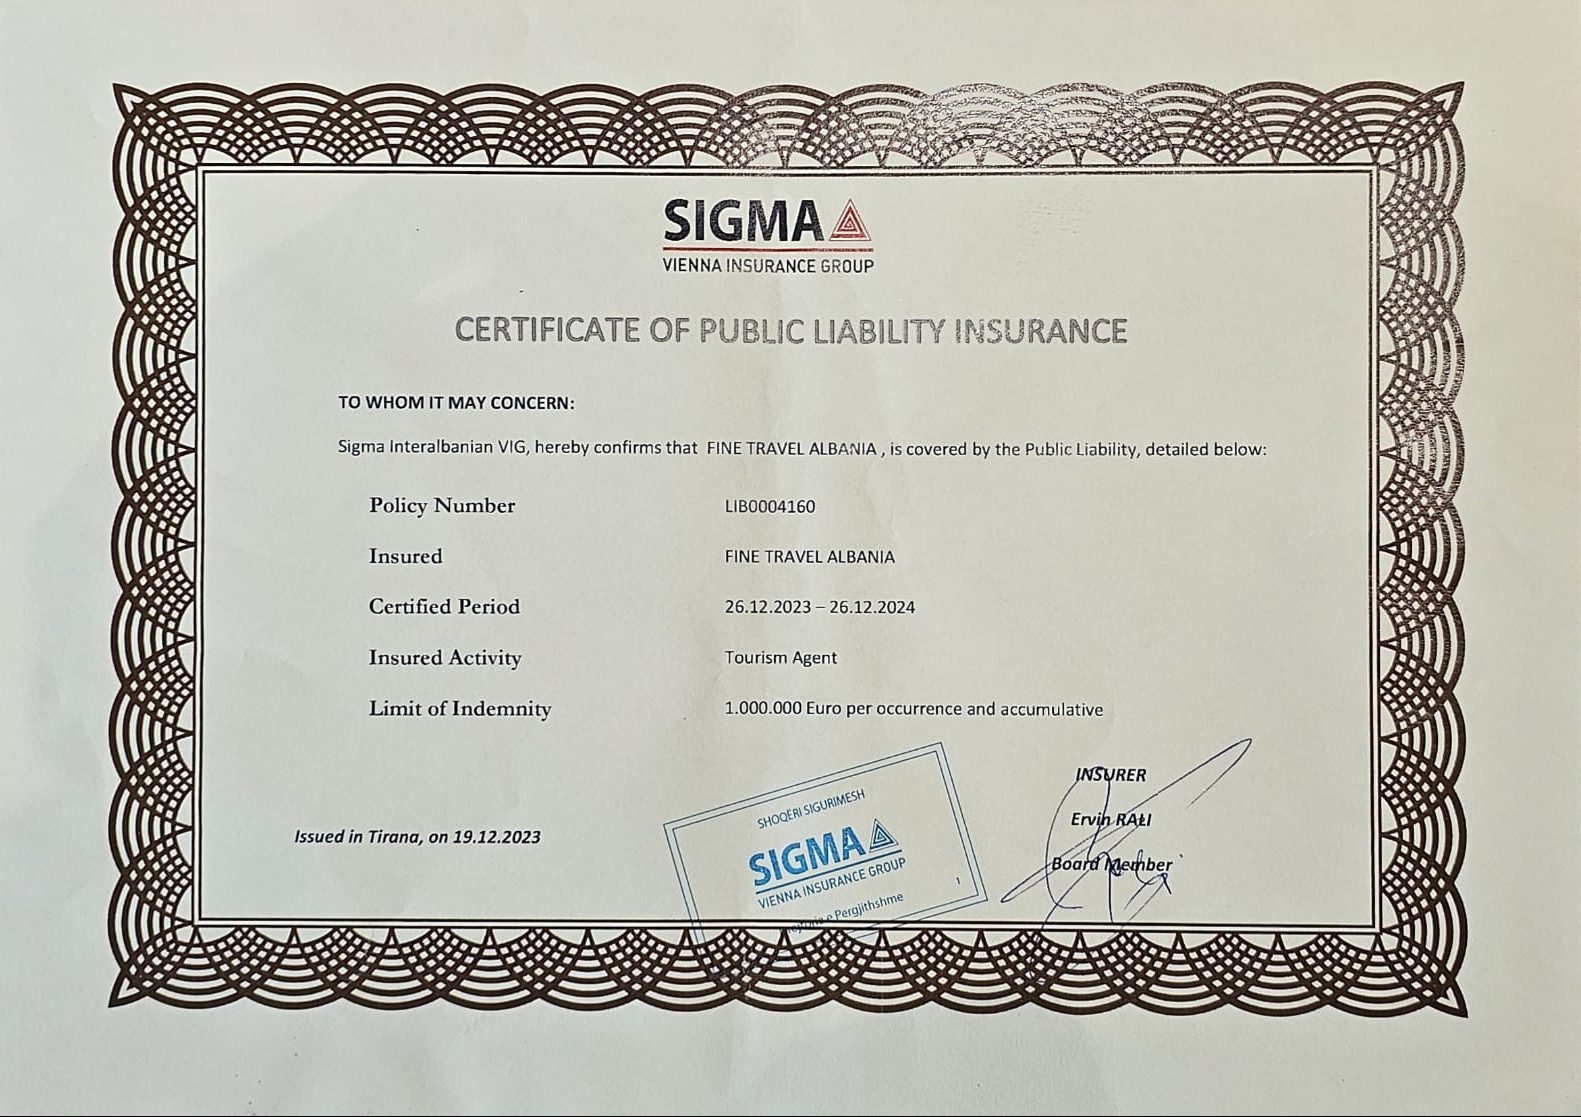 SIGMA
VIENNA INSURANCE GROUP
CERTIFICATE OF PUBLIC LIABILITY INSURANCE
TO WHOM IT MAY CONCERN:
Sigma Interalbanian VIG, hereby confirms that FINE TRAVEL ALBANIA , is covered by the Public Liability, detailed below:
Policy Number LIB0004160
Insured FINE TRAVEL ALBANIA
Certified Period 26.12.2023 – 26.12.2024
Insured Activity Tourism Agent
Limit of Indemnity 1.000.000 Euro per occurrence and accumulative
INSURER
Ervin RALI
Board Member
Issued in Tirana, on 19.12.2023
SHOQËRI SIGURIMESH
SIGMA
VIENNA INSURANCE GROUP
1
e Pergjithshme